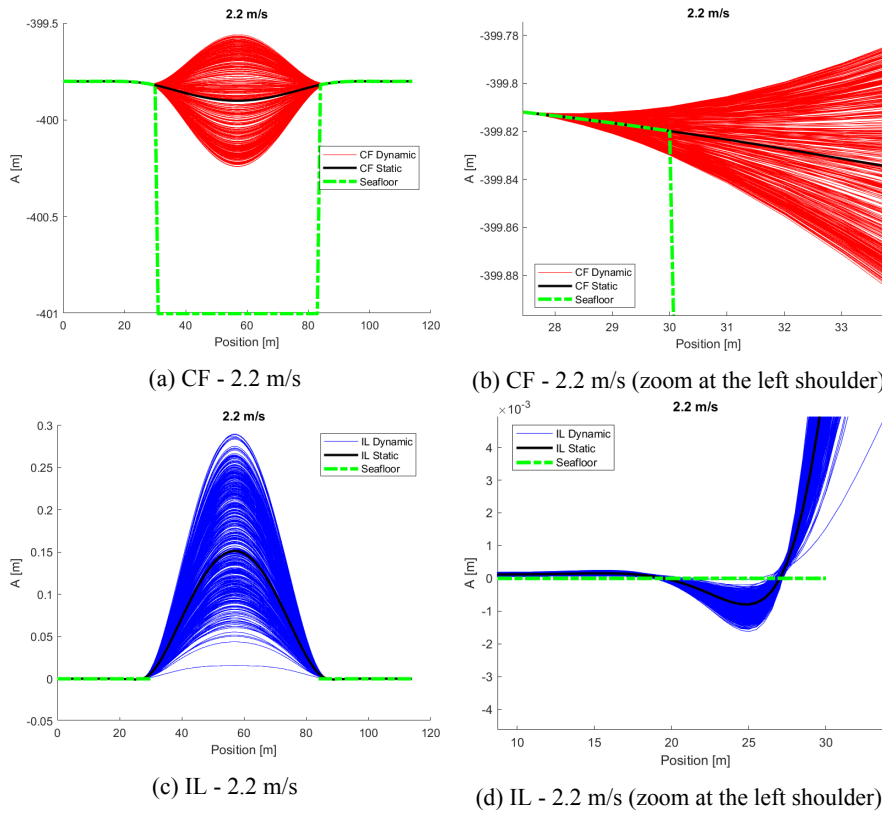 2.2 m/s
-399.5
-400
-400.5
-401
A [m]
CF Dynamic
CF Static
Seafloor
0 20 40 60 80 100 120
Position [m]
(a) CF - 2.2 m/s
2.2 m/s
-399.78
-399.8
-399.82
-399.84
-399.86
-399.88
A [m]
CF Dynamic
CF Static
Seafloor
28 29 30 31 32 33
Position [m]
(b) CF - 2.2 m/s (zoom at the left shoulder)
2.2 m/s
0.3
0.25
0.2
0.15
0.1
0.05
0
-0.05
A [m]
IL Dynamic
IL Static
Seafloor
0 20 40 60 80 100 120
Position [m]
(c) IL - 2.2 m/s
×10⁻³
2.2 m/s
4
3
2
1
0
-1
-2
-3
-4
A [m]
IL Dynamic
IL Static
Seafloor
10 15 20 25 30
Position [m]
(d) IL - 2.2 m/s (zoom at the left shoulder)